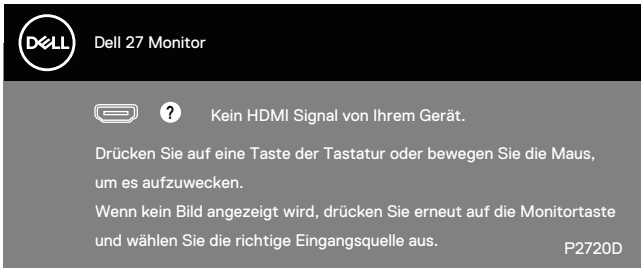 DELL
Dell 27 Monitor
? Kein HDMI Signal von Ihrem Gerät.
Drücken Sie auf eine Taste der Tastatur oder bewegen Sie die Maus,
um es aufzuwecken.
Wenn kein Bild angezeigt wird, drücken Sie erneut auf die Monitortaste
und wählen Sie die richtige Eingangsquelle aus.
P2720D